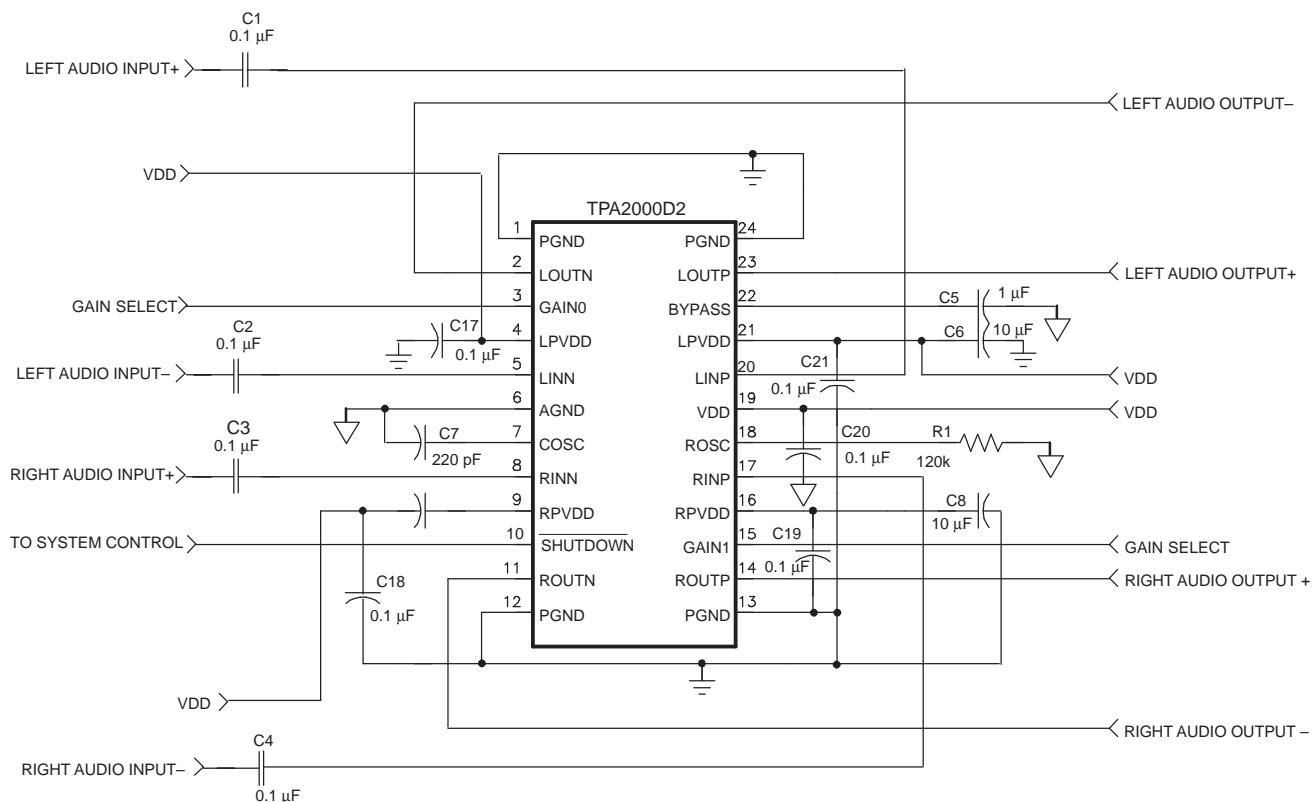 C1
0.1 µF
LEFT AUDIO INPUT+
LEFT AUDIO OUTPUT–
VDD
TPA2000D2
1
PGND
PGND
24
2
LOUTN
LOUTP
23
LEFT AUDIO OUTPUT+
GAIN SELECT
3
GAIN0
BYPASS
22
C5
1 µF
C17
0.1 µF
4
LPVDD
LPVDD
21
C6
10 µF
C2
0.1 µF
LEFT AUDIO INPUT–
5
LINN
LINP
20
C21
0.1 µF
VDD
6
AGND
VDD
19
VDD
C7
220 pF
7
COSC
ROSC
18
C20
0.1 µF
R1
120k
C3
0.1 µF
RIGHT AUDIO INPUT+
8
RINN
RINP
17
9
RPVDD
RPVDD
16
C8
10 µF
TO SYSTEM CONTROL
10
SHUTDOWN
GAIN1
15
C19
0.1 µF
GAIN SELECT
11
ROUTN
ROUTP
14
RIGHT AUDIO OUTPUT +
C18
0.1 µF
12
PGND
PGND
13
VDD
RIGHT AUDIO OUTPUT –
C4
RIGHT AUDIO INPUT–
0.1 µF